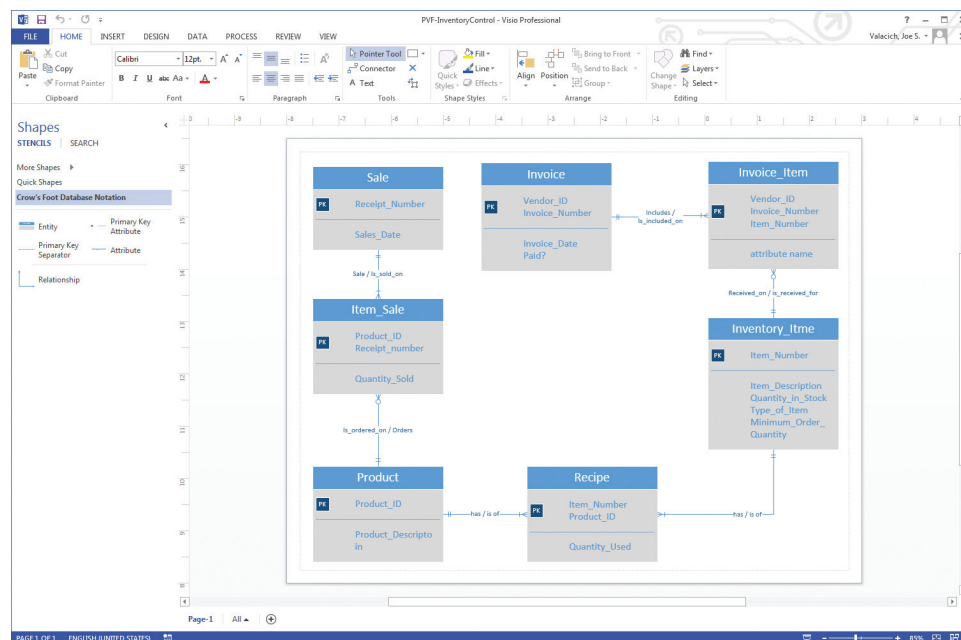 PVF-InventoryControl - Visio Professional
FILE HOME INSERT DESIGN DATA PROCESS REVIEW VIEW
Valacich, Joe S.
Paste
Cut
Copy
Format Painter
Clipboard
Calibri 12pt.
B I U abc Aa A
Font
Paragraph
Pointer Tool
Connector
A Text
Tools
Quick Styles
Fill
Line
Effects
Shape Styles
Align Position
Bring to Front
Send to Back
Group
Arrange
Change Shape
Find
Layers
Select
Editing
Shapes
STENCILS SEARCH
More Shapes
Quick Shapes
Crow's Foot Database Notation
Entity
Primary Key Attribute
Primary Key Separator
Attribute
Relationship
Sale
PK
Receipt_Number
Sales_Date
Sale / Is_sold_on
Item_Sale
PK
Product_ID
Receipt_number
Quantity_Sold
Is_ordered_on / Orders
Product
PK
Product_ID
Product_Descripto
in
has / is of
Recipe
PK
Item_Number
Product_ID
Quantity_Used
has / is of
Invoice
PK
Vendor_ID
Invoice_Number
Invoice_Date
Paid?
Includes /
Is_included_on
Invoice_Item
PK
Vendor_ID
Invoice_Number
Item_Number
attribute name
Received_on / is_received_for
Inventory_Itme
PK
Item_Number
Item_Description
Quantity_in_Stock
Type_of_Item
Minimum_Order_
Quantity
Page-1 All
PAGE 1 OF 1 ENGLISH (UNITED STATES) 85%